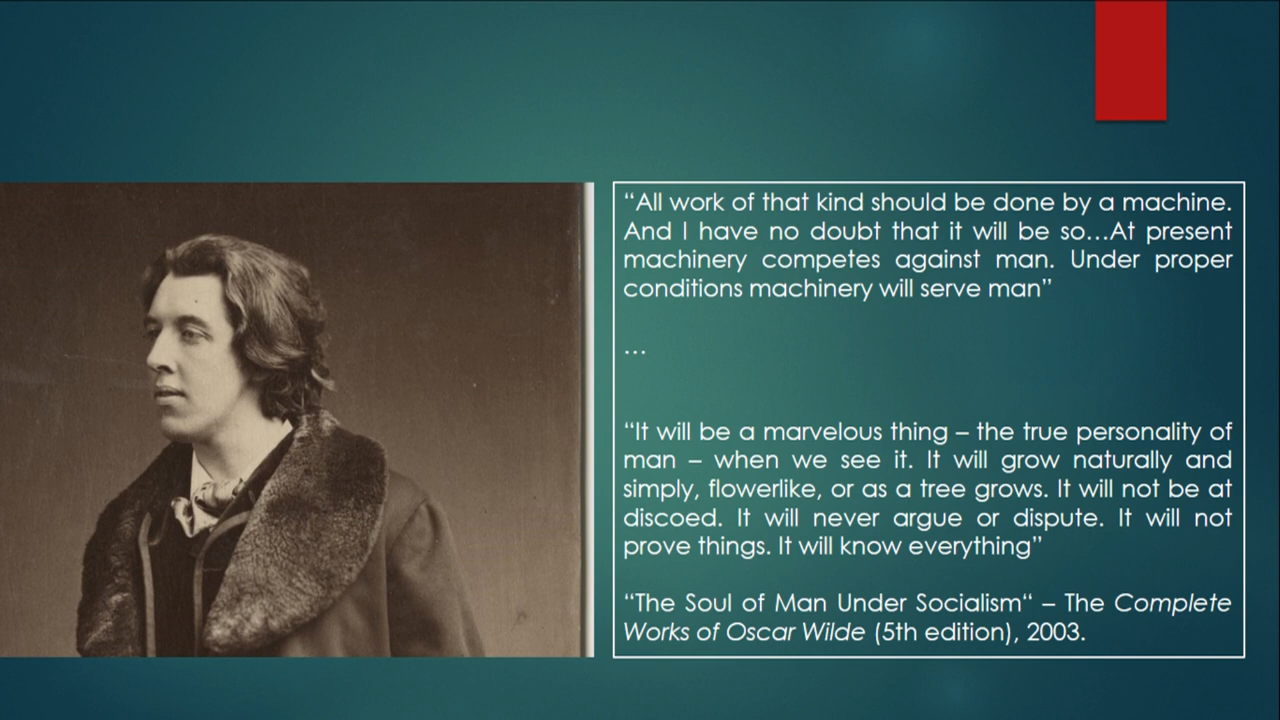 “All work of that kind should be done by a machine.
And I have no doubt that it will be so...At present
machinery competes against man. Under proper
conditions machinery will serve man”
...
“It will be a marvelous thing – the true personality of
man – when we see it. It will grow naturally and
simply, flowerlike, or as a tree grows. It will not be at
discoed. It will never argue or dispute. It will not
prove things. It will know everything”
“The Soul of Man Under Socialism“ – The Complete
Works of Oscar Wilde (5th edition), 2003.